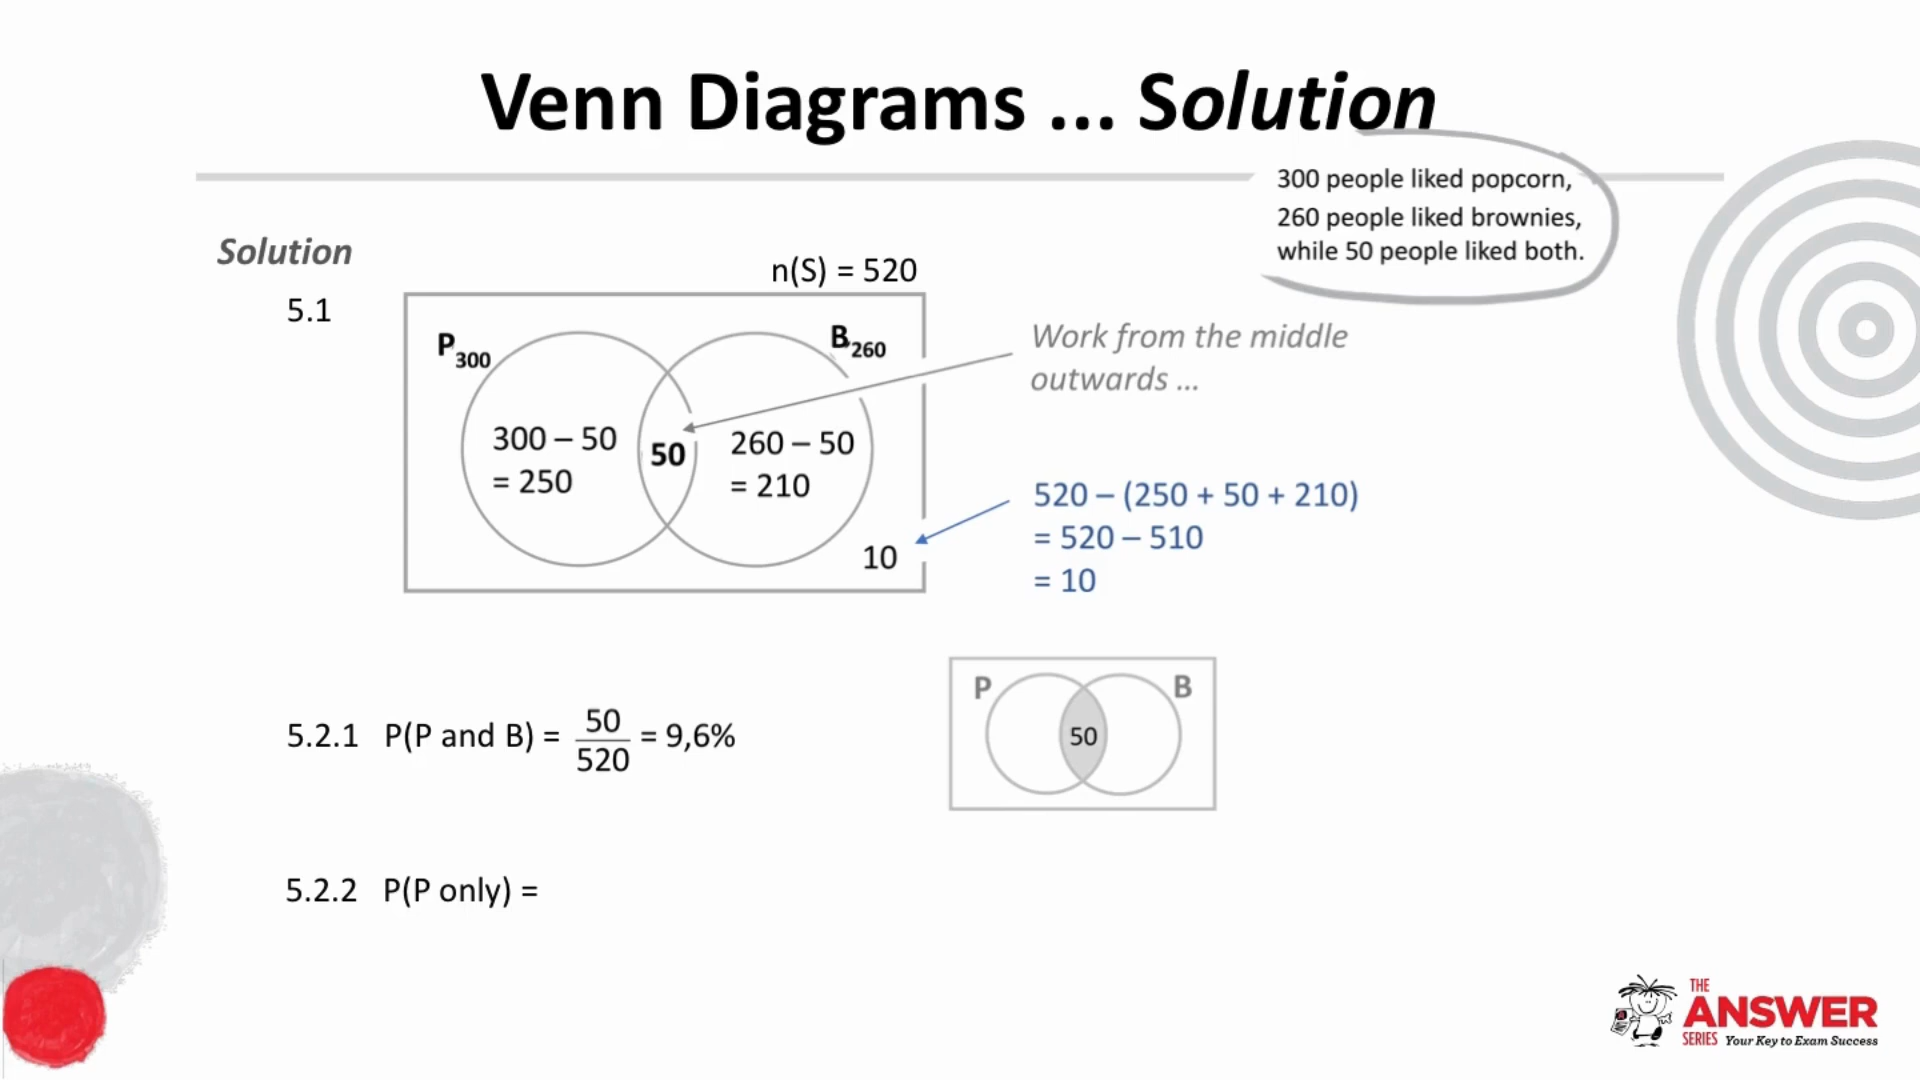 Venn Diagrams ... Solution
300 people liked popcorn,
260 people liked brownies,
while 50 people liked both.
Solution
5.1
n(S) = 520
P300
B260
300 – 50
= 250
50
260 – 50
= 210
10
Work from the middle
outwards ...
520 – (250 + 50 + 210)
= 520 – 510
= 10
5.2.1 P(P and B) = 50/520 = 9,6%
P
B
50
5.2.2 P(P only) =
THE
ANSWER
SERIES Your Key to Exam Success